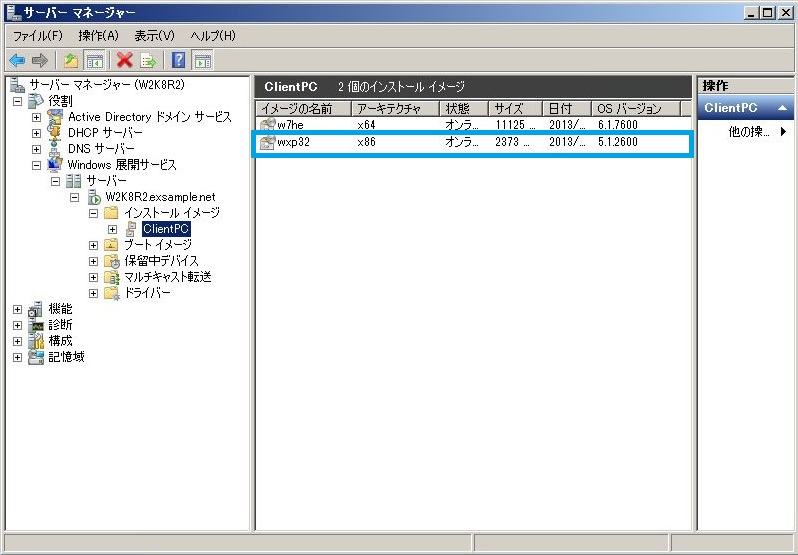 サーバー マネージャー
ファイル(F) 操作(A) 表示(V) ヘルプ(H)
サーバー マネージャー (W2K8R2)
役割
Active Directory ドメイン サービス
DHCP サーバー
DNS サーバー
Windows 展開サービス
サーバー
W2K8R2.exsample.net
インストール イメージ
ClientPC
ブート イメージ
保留中デバイス
マルチキャスト転送
ドライバー
機能
診断
構成
記憶域
ClientPC 2 個のインストール イメージ
イメージの名前 アーキテクチャ 状態 サイズ 日付 OS バージョン
w7he x64 オンラ... 11125 ... 2013/... 6.1.7600
wxp32 x86 オンラ... 2373 ... 2013/... 5.1.2600
操作
ClientPC
他の操...